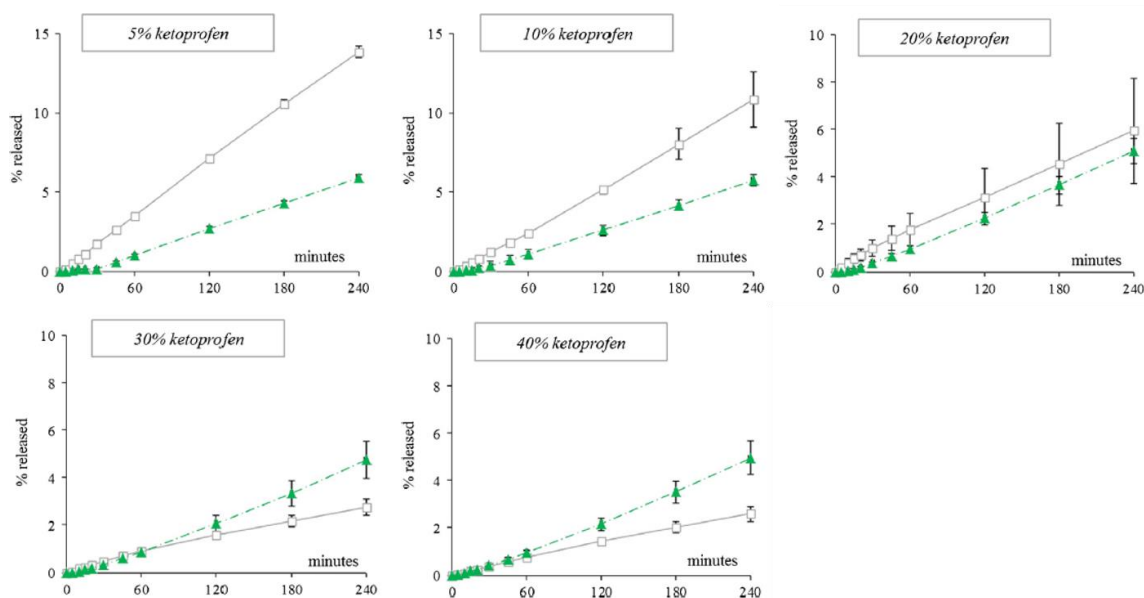 5% ketoprofen
15
10
5
0
% released
minutes
0 60 120 180 240
10% ketoprofen
15
10
5
0
% released
minutes
0 60 120 180 240
20% ketoprofen
10
8
6
4
2
0
% released
minutes
0 60 120 180 240
30% ketoprofen
10
8
6
4
2
0
% released
minutes
0 60 120 180 240
40% ketoprofen
10
8
6
4
2
0
% released
minutes
0 60 120 180 240